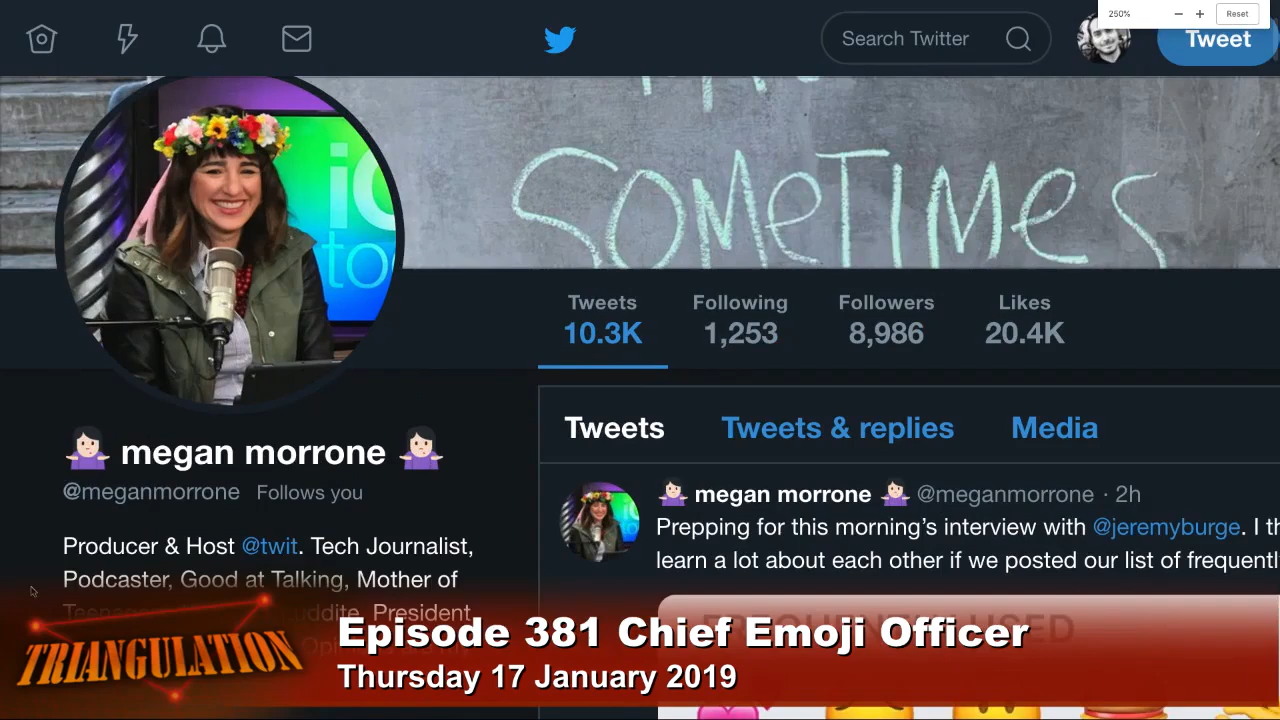 250%
Reset
Search Twitter
Tweet
SOMETIMES
Tweets Following Followers Likes
10.3K 1,253 8,986 20.4K
Tweets Tweets & replies Media
megan morrone
@meganmorrone Follows you
Producer & Host @twit. Tech Journalist,
Podcaster, Good at Talking, Mother of
President
megan morrone @meganmorrone · 2h
Prepping for this morning's interview with @jeremyburge. I th
learn a lot about each other if we posted our list of frequentl
TRIANGULATION
Episode 381 Chief Emoji Officer
Thursday 17 January 2019